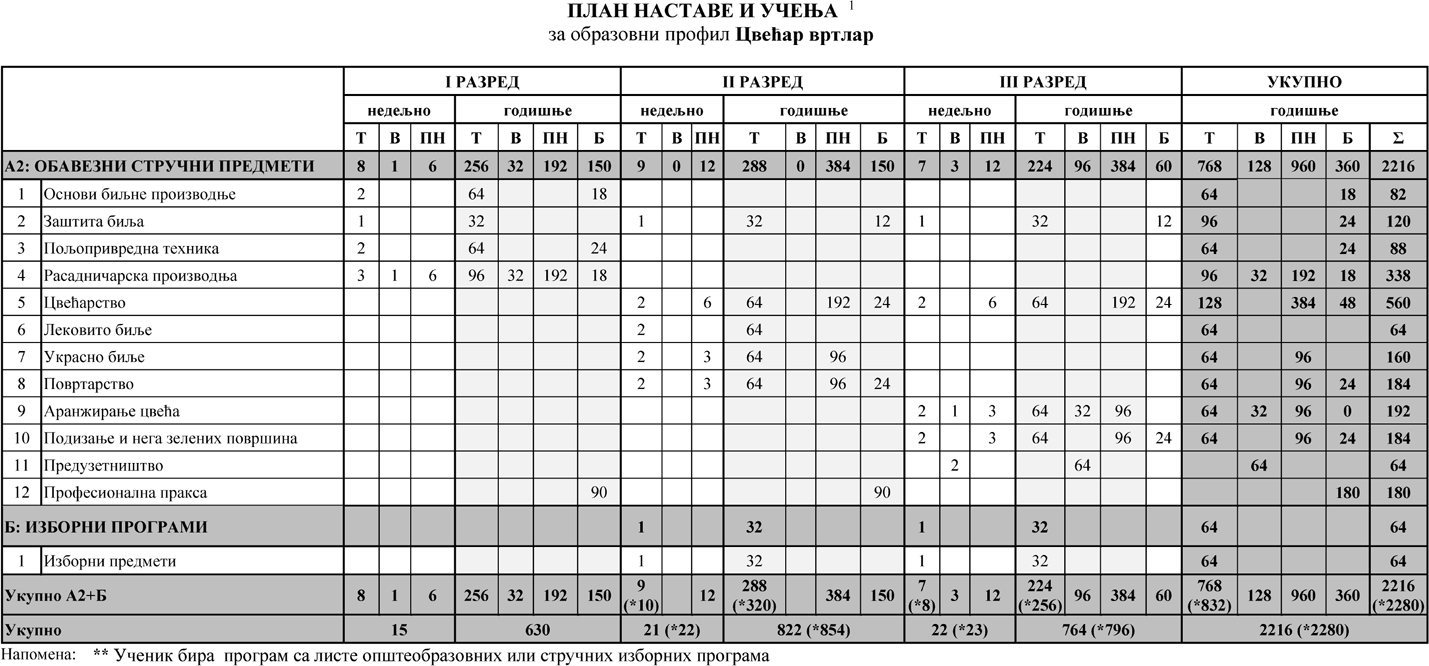 ПЛАН НАСТАВЕ И УЧЕЊА 1
за образовни профил Цвећар вртлар
I РАЗРЕД II РАЗРЕД III РАЗРЕД УКУПНО
недељно годишње недељно годишње недељно годишње годишње
Т В ПН Т В ПН Б Т В ПН Т В ПН Б Т В ПН Т В ПН Б Т В ПН Б Σ
А2: ОБАВЕЗНИ СТРУЧНИ ПРЕДМЕТИ 8 1 6 256 32 192 150 9 0 12 288 0 384 150 7 3 12 224 96 384 60 768 128 960 360 2216
1 Основи биљне производње 2 64 18 64 18 82
2 Заштита биља 1 32 1 32 12 1 32 12 96 24 120
3 Пољопривредна техника 2 64 24 64 24 88
4 Расадничарска производња 3 1 6 96 32 192 18 96 32 192 18 338
5 Цвећарство 2 6 64 192 24 2 6 64 192 24 128 384 48 560
6 Лековито биље 2 64 64 64
7 Украсно биље 2 3 64 96 64 96 160
8 Повртарство 2 3 64 96 24 64 96 24 184
9 Аранжирање цвећа 2 1 3 64 32 96 64 32 96 0 192
10 Подизање и нега зелених површина 2 3 64 96 24 64 96 24 184
11 Предузетништво 2 64 64 64
12 Професионална пракса 90 90 180 180
Б: ИЗБОРНИ ПРОГРАМИ 1 32 1 32 64 64
1 Изборни предмети 1 32 1 32 64 64
Укупно А2+Б 8 1 6 256 32 192 150 9 (*10) 12 288 (*320) 384 150 7 (*8) 3 12 224 (*256) 96 384 60 768 (*832) 128 960 360 2216 (*2280)
Укупно 15 630 21 (*22) 822 (*854) 22 (*23) 764 (*796) 2216 (*2280)
Напомена: ** Ученик бира програм са листе општеобразовних или стручних изборних програма